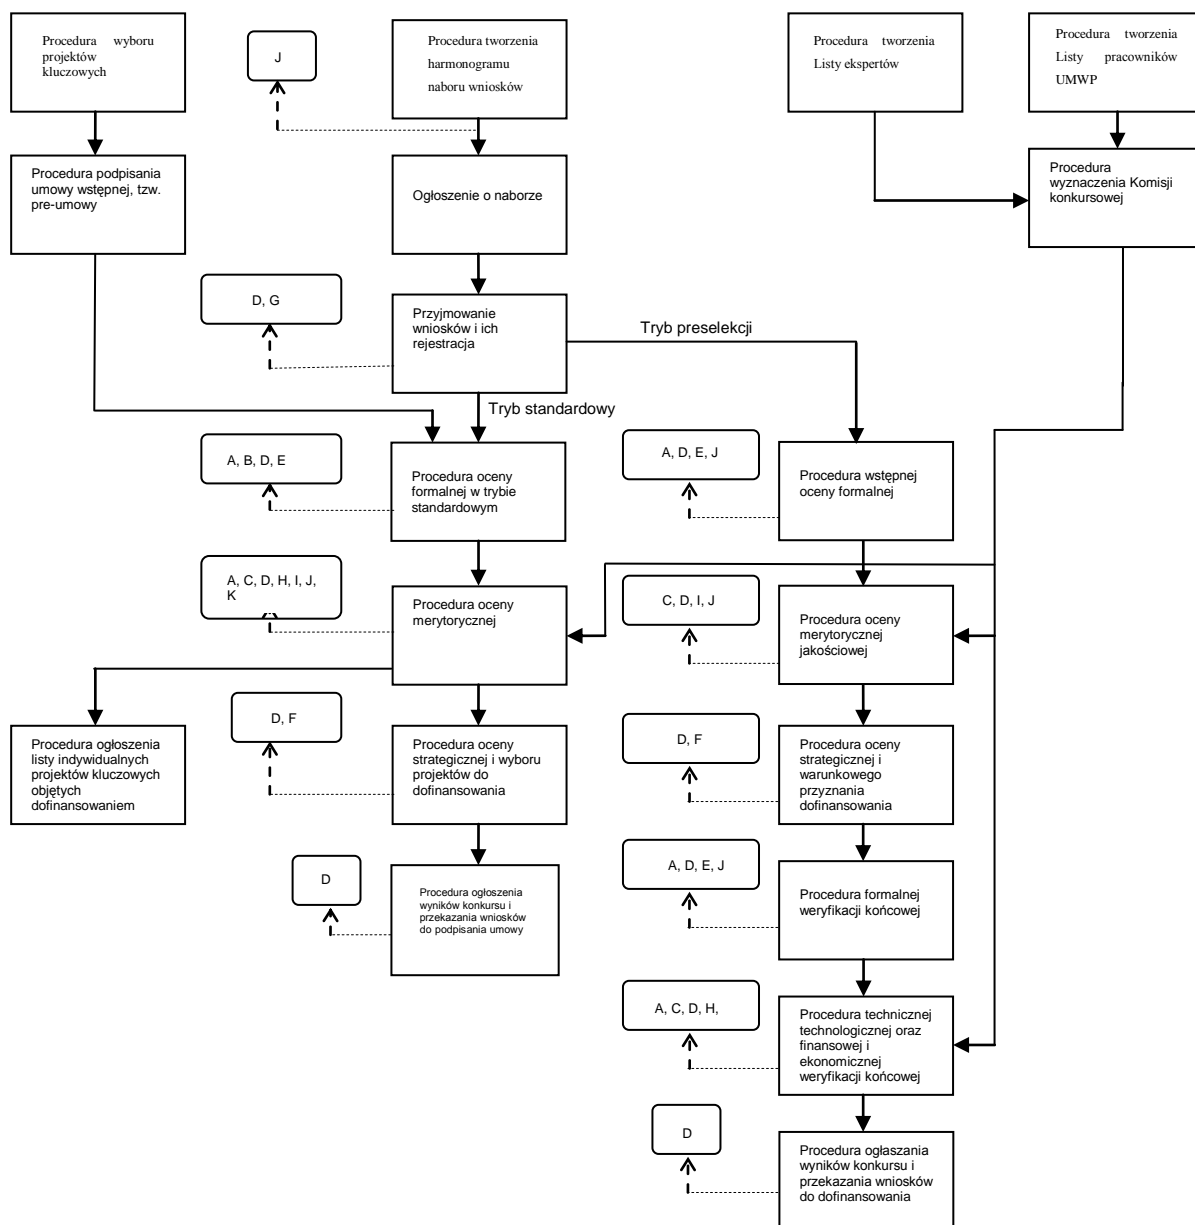 Procedura wyboru
projektów
kluczowych
J
Procedura tworzenia
harmonogramu
naboru wniosków
Procedura tworzenia
Listy ekspertów
Procedura tworzenia
Listy pracowników
UMWP
Procedura podpisania
umowy wstępnej, tzw.
pre-umowy
Ogłoszenie o naborze
Procedura
wyznaczenia Komisji
konkursowej
D, G
Przyjmowanie
wniosków i ich
rejestracja
Tryb preselekcji
Tryb standardowy
A, B, D, E
Procedura oceny
formalnej w trybie
standardowym
A, D, E, J
Procedura wstępnej
oceny formalnej
A, C, D, H, I, J,
K
Procedura oceny
merytorycznej
C, D, I, J
Procedura oceny
merytorycznej
jakościowej
Procedura ogłoszenia
listy indywidualnych
projektów kluczowych
objętych
dofinansowaniem
D, F
Procedura oceny
strategicznej i wyboru
projektów do
dofinansowania
D, F
Procedura oceny
strategicznej i
warunkowego
przyznania
dofinansowania
D
Procedura ogłoszenia
wyników konkursu i
przekazania wniosków
do podpisania umowy
A, D, E, J
Procedura formalnej
weryfikacji końcowej
A, C, D, H,
Procedura technicznej
technologicznej oraz
finansowej i
ekonomicznej
weryfikacji końcowej
D
Procedura ogłaszania
wyników konkursu i
przekazania wniosków
do dofinansowania